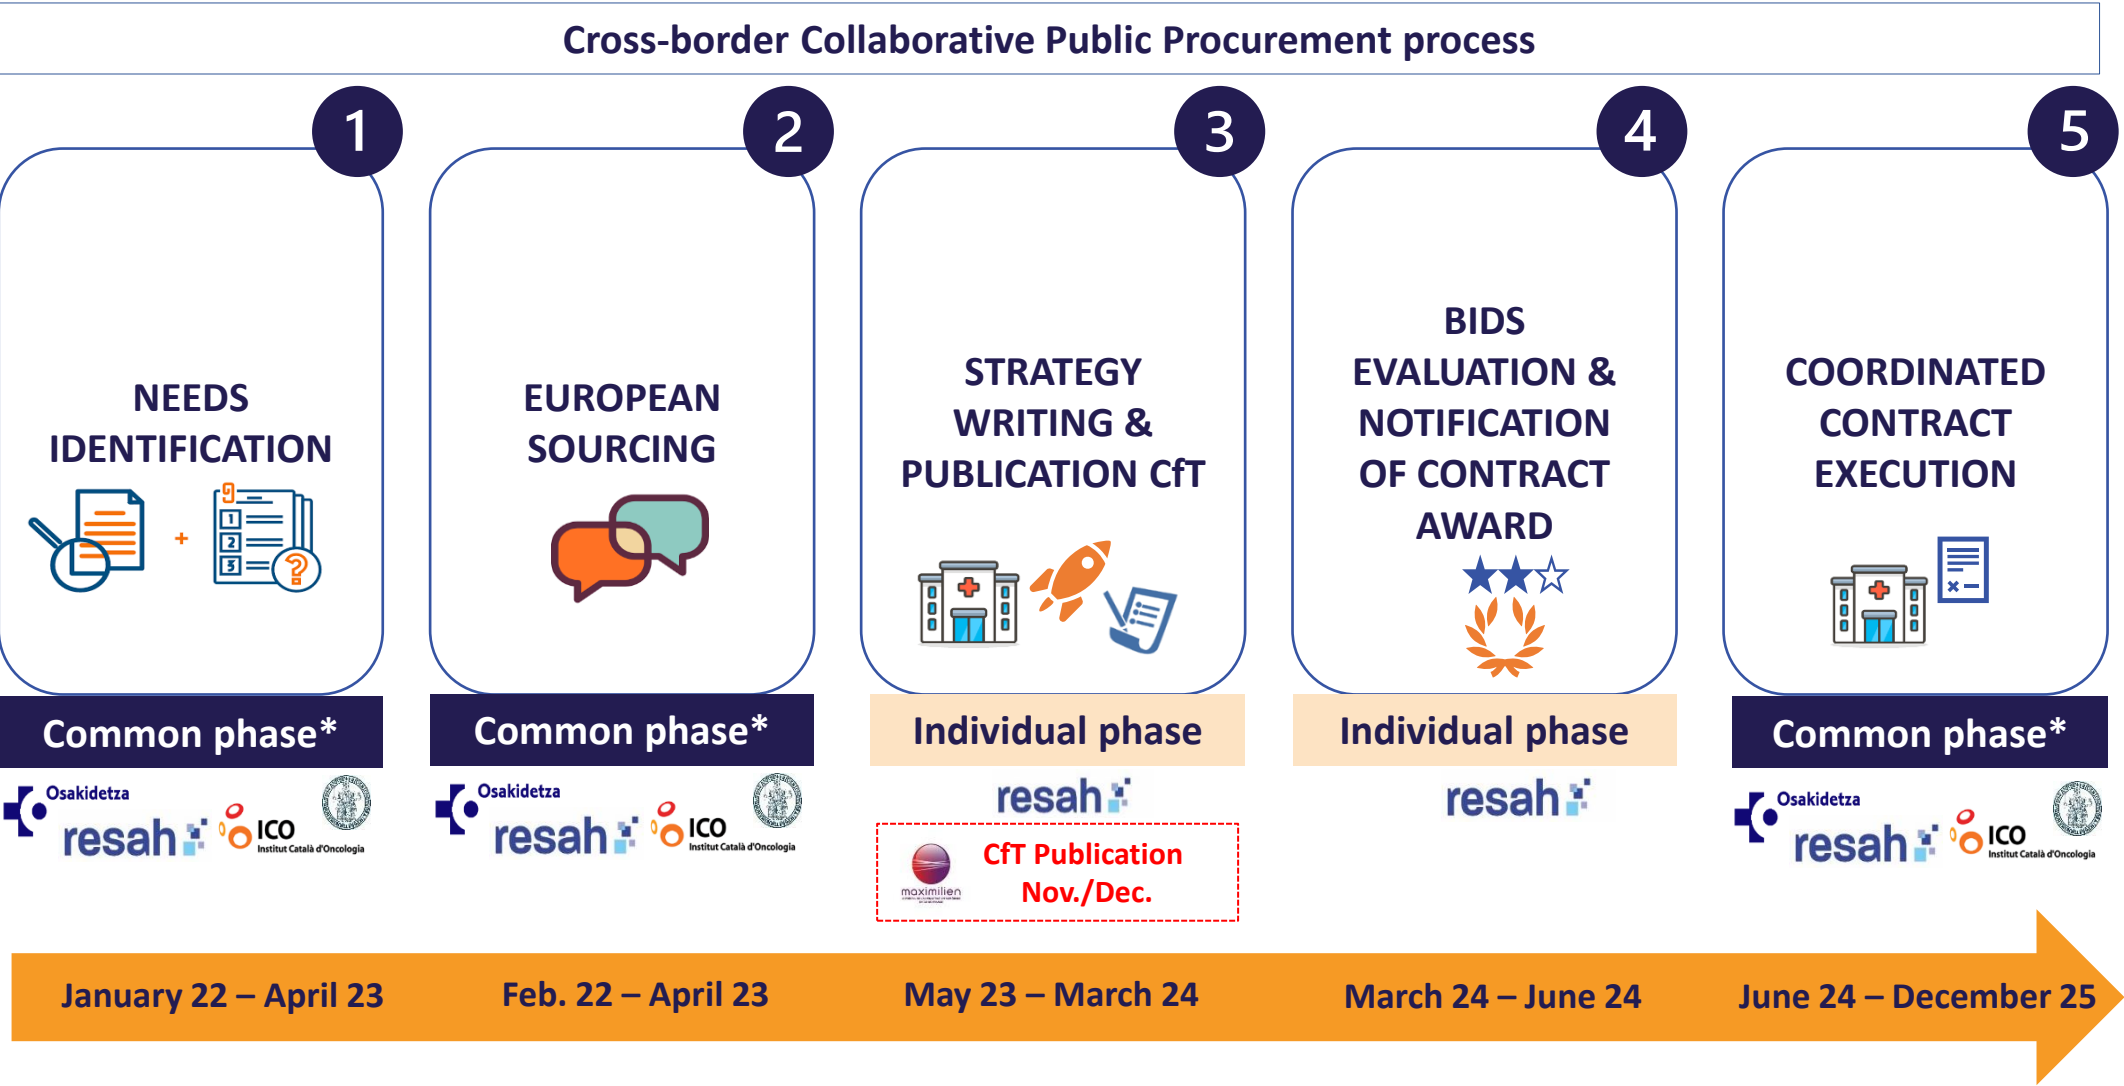 Cross-border Collaborative Public Procurement process
1
2
3
4
5
NEEDS
IDENTIFICATION
1
2
3
?
+
EUROPEAN
SOURCING
STRATEGY
WRITING &
PUBLICATION CfT
BIDS
EVALUATION &
NOTIFICATION
OF CONTRACT
AWARD
COORDINATED
CONTRACT
EXECUTION
Common phase*
Common phase*
Individual phase
Individual phase
Common phase*
Osakidetza
resah
ICO
Institut Català d'Oncologia
Osakidetza
resah
ICO
Institut Català d'Oncologia
resah
maximilien
CfT Publication
Nov./Dec.
resah
Osakidetza
resah
ICO
Institut Català d'Oncologia
January 22 – April 23
Feb. 22 – April 23
May 23 – March 24
March 24 – June 24
June 24 – December 25